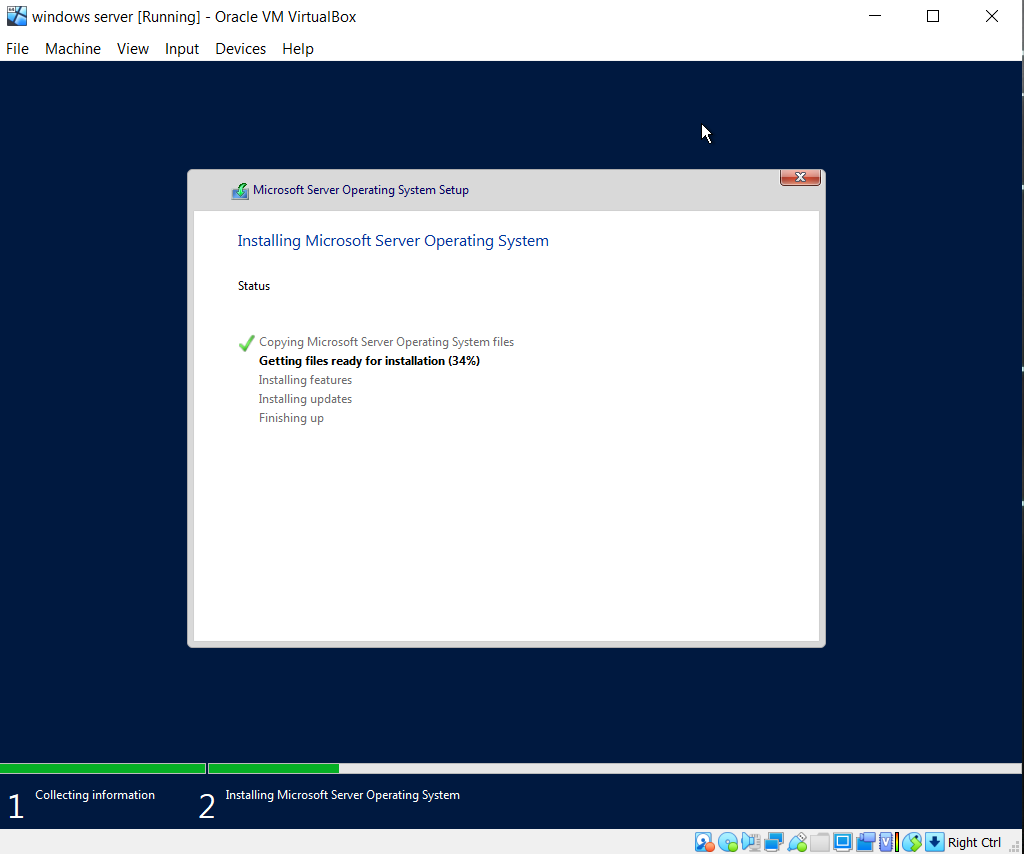 windows server [Running] - Oracle VM VirtualBox
File Machine View Input Devices Help
Microsoft Server Operating System Setup
Installing Microsoft Server Operating System
Status
Copying Microsoft Server Operating System files
Getting files ready for installation (34%)
Installing features
Installing updates
Finishing up
1 Collecting information 2 Installing Microsoft Server Operating System
Right Ctrl